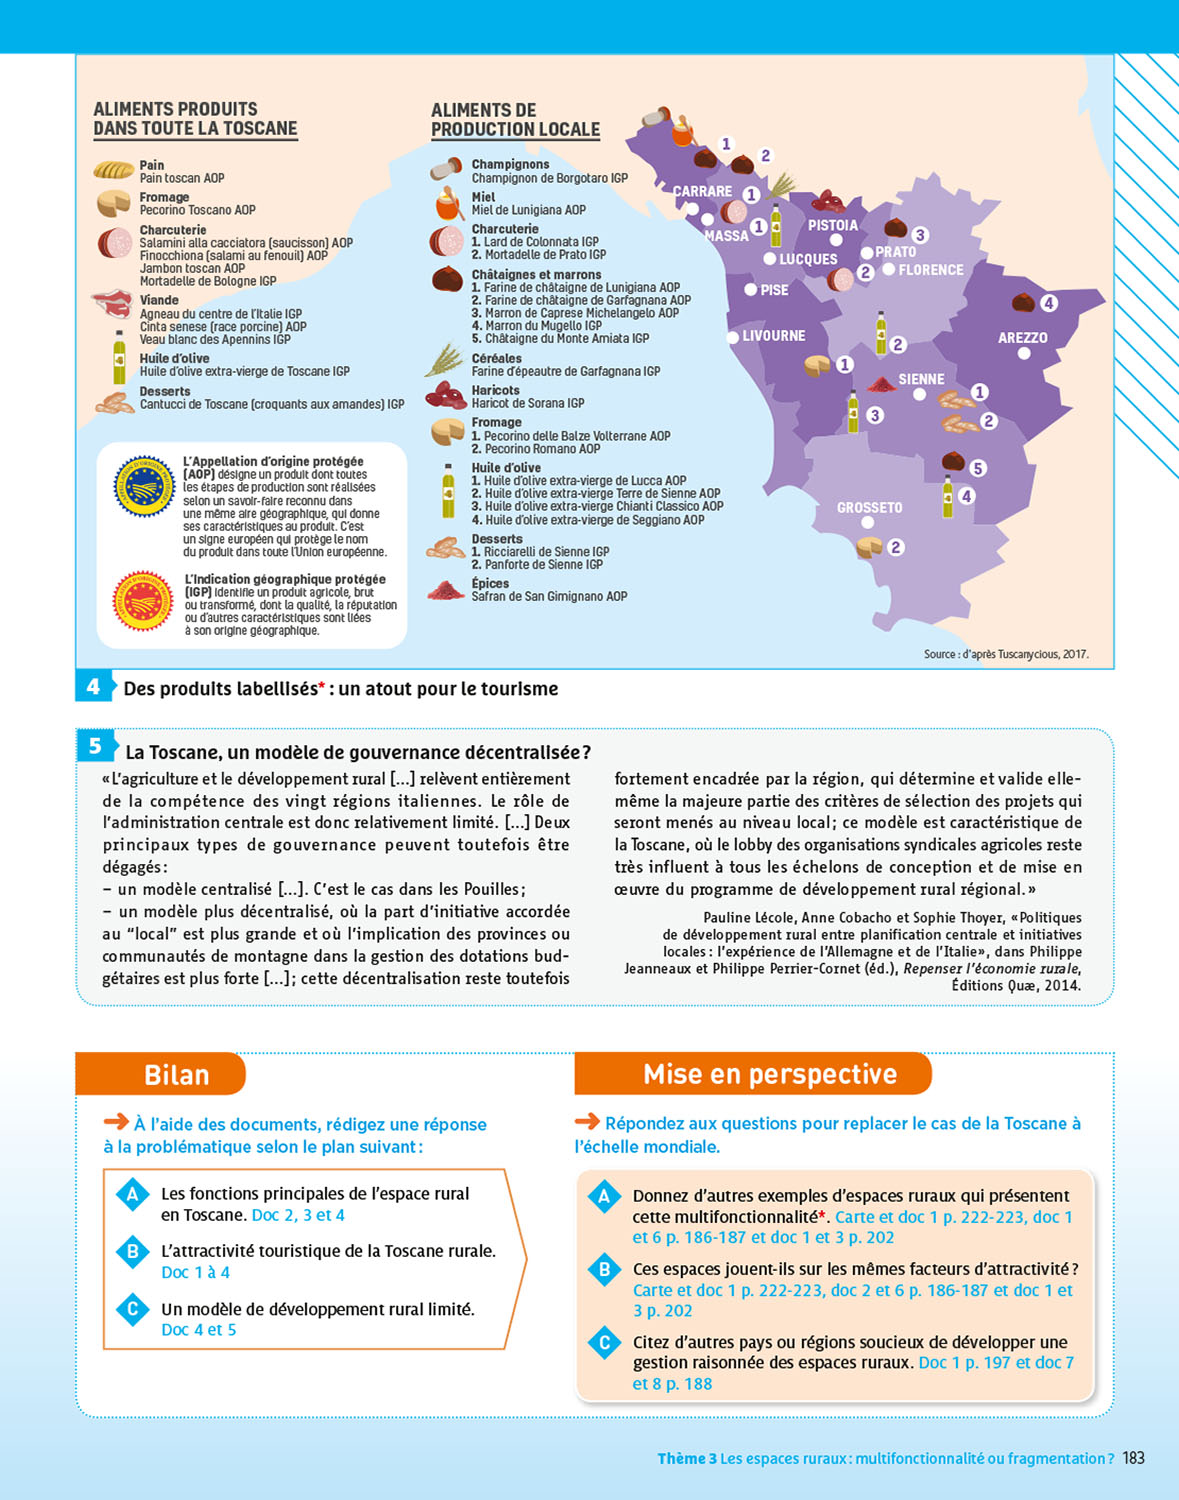 ALIMENTS PRODUITS
DANS TOUTE LA TOSCANE
Pain
Pain toscan AOP
Fromage
Pecorino Toscano AOP
Charcuterie
Salamini alla cacciatora (saucisson) AOP
Finocchiona (salami au fenouil) AOP
Jambon toscan AOP
Mortadelle de Bologne IGP
Viande
Agneau du centre de l'Italie IGP
Cinta senese (race porcine) AOP
Veau blanc des Apennins IGP
Huile d'olive
Huile d'olive extra-vierge de Toscane IGP
Desserts
Cantucci de Toscane (croquants aux amandes) IGP
L'Appellation d'origine protégée
(AOP) désigne un produit dont toutes
les étapes de production sont réalisées
selon un savoir-faire reconnu dans
une même aire géographique, qui donne
ses caractéristiques au produit. C'est
un signe européen qui protège le nom
du produit dans toute l'Union européenne.
L'Indication géographique protégée
(IGP) identifie un produit agricole, brut
ou transformé, dont la qualité, la réputation
ou d'autres caractéristiques sont liées
à son origine géographique.
ALIMENTS DE
PRODUCTION LOCALE
Champignons
Champignon de Borgotaro IGP
Miel
Miel de Lunigiana AOP
Charcuterie
1. Lard de Colonnata IGP
2. Mortadelle de Prato IGP
Châtaignes et marrons
1. Farine de châtaigne de Lunigiana AOP
2. Farine de châtaigne de Garfagnana AOP
3. Marron de Caprese Michelangelo AOP
4. Marron du Mugello IGP
5. Châtaigne du Monte Amiata IGP
Céréales
Farine d'épeautre de Garfagnana IGP
Haricots
Haricot de Sorana IGP
Fromage
1. Pecorino delle Balze Volterrane AOP
2. Pecorino Romano AOP
Huile d'olive
1. Huile d'olive extra-vierge de Lucca AOP
2. Huile d'olive extra-vierge Terre de Sienne AOP
3. Huile d'olive extra-vierge Chianti Classico AOP
4. Huile d'olive extra-vierge de Seggiano AOP
Desserts
1. Ricciarelli de Sienne IGP
2. Panforte de Sienne IGP
Épices
Safran de San Gimignano AOP
1
2
CARRARE
1
MASSA
1
PISTOIA
3
LUCQUES
PRATO
2
FLORENCE
PISE
4
LIVOURNE
2
AREZZO
1
SIENNE
1
3
2
5
4
GROSSETO
2
Source : d'après Tuscanycious, 2017.
4 Des produits labellisés* : un atout pour le tourisme
5 La Toscane, un modèle de gouvernance décentralisée ?
« L'agriculture et le développement rural [...] relèvent entièrement
de la compétence des vingt régions italiennes. Le rôle de
l'administration centrale est donc relativement limité. [...] Deux
principaux types de gouvernance peuvent toutefois être
dégagés :
– un modèle centralisé [...]. C'est le cas dans les Pouilles ;
– un modèle plus décentralisé, où la part d'initiative accordée
au “local” est plus grande et où l'implication des provinces ou
communautés de montagne dans la gestion des dotations bud-
gétaires est plus forte [...] ; cette décentralisation reste toutefois
fortement encadrée par la région, qui détermine et valide elle-
même la majeure partie des critères de sélection des projets qui
seront menés au niveau local ; ce modèle est caractéristique de
la Toscane, où le lobby des organisations syndicales agricoles reste
très influent à tous les échelons de conception et de mise en
œuvre du programme de développement rural régional. »
Pauline Lécole, Anne Cobacho et Sophie Thoyer, « Politiques
de développement rural entre planification centrale et initiatives
locales : l'expérience de l'Allemagne et de l'Italie », dans Philippe
Jeanneaux et Philippe Perrier-Cornet (éd.), Repenser l'économie rurale,
Éditions Quæ, 2014.
Bilan
À l'aide des documents, rédigez une réponse
à la problématique selon le plan suivant :
A Les fonctions principales de l'espace rural
en Toscane. Doc 2, 3 et 4
B L'attractivité touristique de la Toscane rurale.
Doc 1 à 4
C Un modèle de développement rural limité.
Doc 4 et 5
Mise en perspective
Répondez aux questions pour replacer le cas de la Toscane à
l'échelle mondiale.
A Donnez d'autres exemples d'espaces ruraux qui présentent
cette multifonctionnalité*. Carte et doc 1 p. 222-223, doc 1
et 6 p. 186-187 et doc 1 et 3 p. 202
B Ces espaces jouent-ils sur les mêmes facteurs d'attractivité ?
Carte et doc 1 p. 222-223, doc 2 et 6 p. 186-187 et doc 1 et
3 p. 202
C Citez d'autres pays ou régions soucieux de développer une
gestion raisonnée des espaces ruraux. Doc 1 p. 197 et doc 7
et 8 p. 188
Thème 3 Les espaces ruraux : multifonctionnalité ou fragmentation ? 183